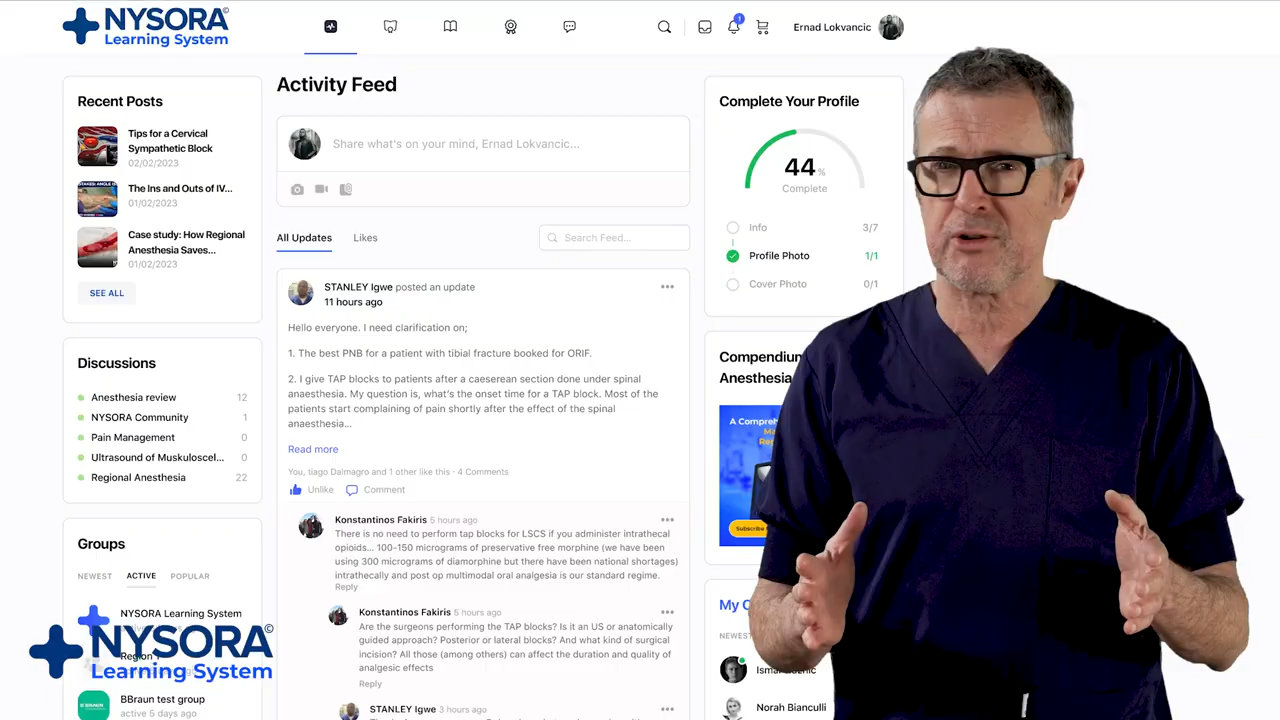 NYSORA©
Learning System
Ernad Lokvancic
1
Recent Posts
Tips for a Cervical
Sympathetic Block
02/02/2023
The Ins and Outs of IV...
01/02/2023
Case study: How Regional
Anesthesia Saves...
01/02/2023
SEE ALL
Discussions
Anesthesia review 12
NYSORA Community 1
Pain Management 0
Ultrasound of Muskuloscel... 0
Regional Anesthesia 22
Groups
NEWEST ACTIVE POPULAR
NYSORA Learning System
BBraun test group
active 5 days ago
NYSORA©
Learning System
Activity Feed
Share what's on your mind, Ernad Lokvancic...
All Updates Likes
Search Feed...
STANLEY Igwe posted an update
11 hours ago
Hello everyone. I need clarification on;
1. The best PNB for a patient with tibial fracture booked for ORIF.
2. I give TAP blocks to patients after a caeserean section done under spinal
anaesthesia. My question is, what's the onset time for a TAP block. Most of the
patients start complaining of pain shortly after the effect of the spinal
anaesthesia...
Read more
You, tiago Dalmagro and 1 other like this · 4 Comments
Unlike Comment
Konstantinos Fakiris 5 hours ago
There is no need to perform tap blocks for LSCS if you administer intrathecal
opioids... 100-150 micrograms of preservative free morphine (we have been
using 300 micrograms of diamorphine but there have been national shortages)
intrathecally and post op multimodal oral analgesia is our standard regime.
Reply
Konstantinos Fakiris 5 hours ago
Are the surgeons performing the TAP blocks? Is it an US or anatomically
guided approach? Posterior or lateral blocks? And what kind of surgical
incision? All those (among others) can affect the duration and quality of
analgesic effects
Reply
STANLEY Igwe 3 hours ago
Complete Your Profile
44%
Complete
Info 3/7
Profile Photo 1/1
Cover Photo 0/1
Compendium
Anesthesia
A Compreh
Subscribe
My C
NEWEST
Norah Bianculli